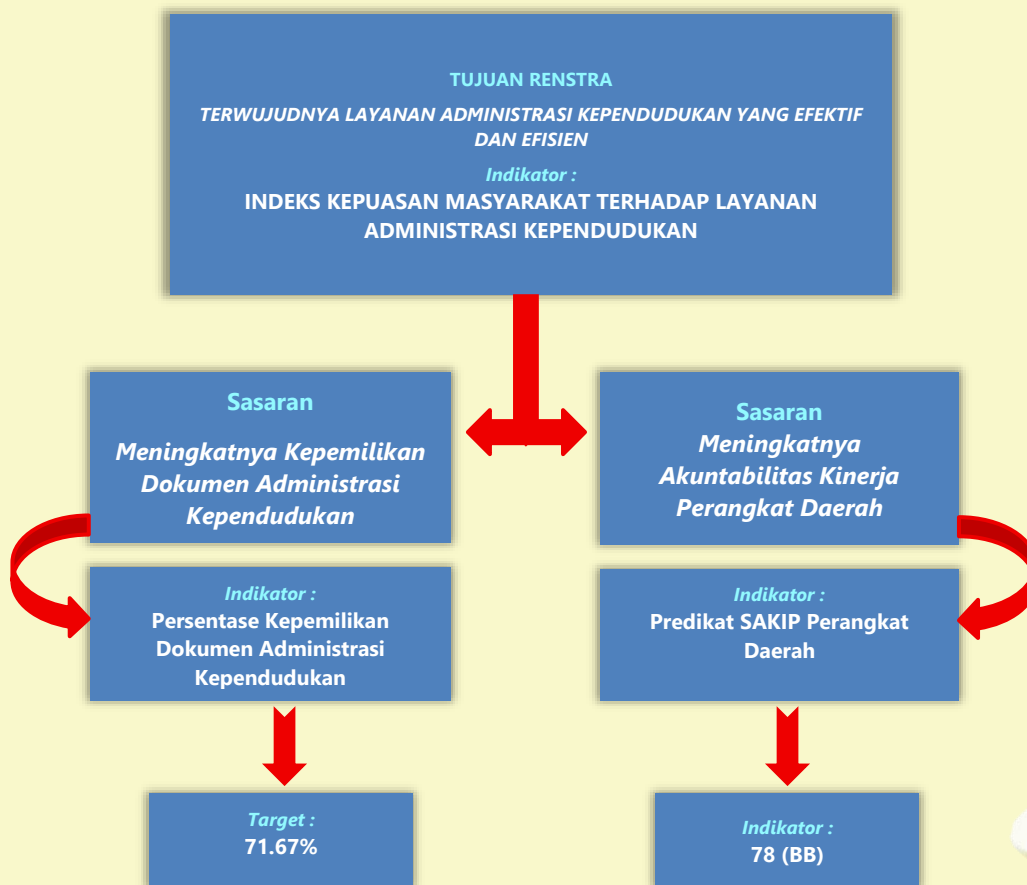 TUJUAN RENSTRA
TERWUJUDNYA LAYANAN ADMINISTRASI KEPENDUDUKAN YANG EFEKTIF
DAN EFISIEN
Indikator :
INDEKS KEPUASAN MASYARAKAT TERHADAP LAYANAN
ADMINISTRASI KEPENDUDUKAN
Sasaran
Meningkatnya Kepemilikan
Dokumen Administrasi
Kependudukan
Sasaran
Meningkatnya
Akuntabilitas Kinerja
Perangkat Daerah
Indikator :
Persentase Kepemilikan
Dokumen Administrasi
Kependudukan
Indikator :
Predikat SAKIP Perangkat
Daerah
Target :
71.67%
Indikator :
78 (BB)